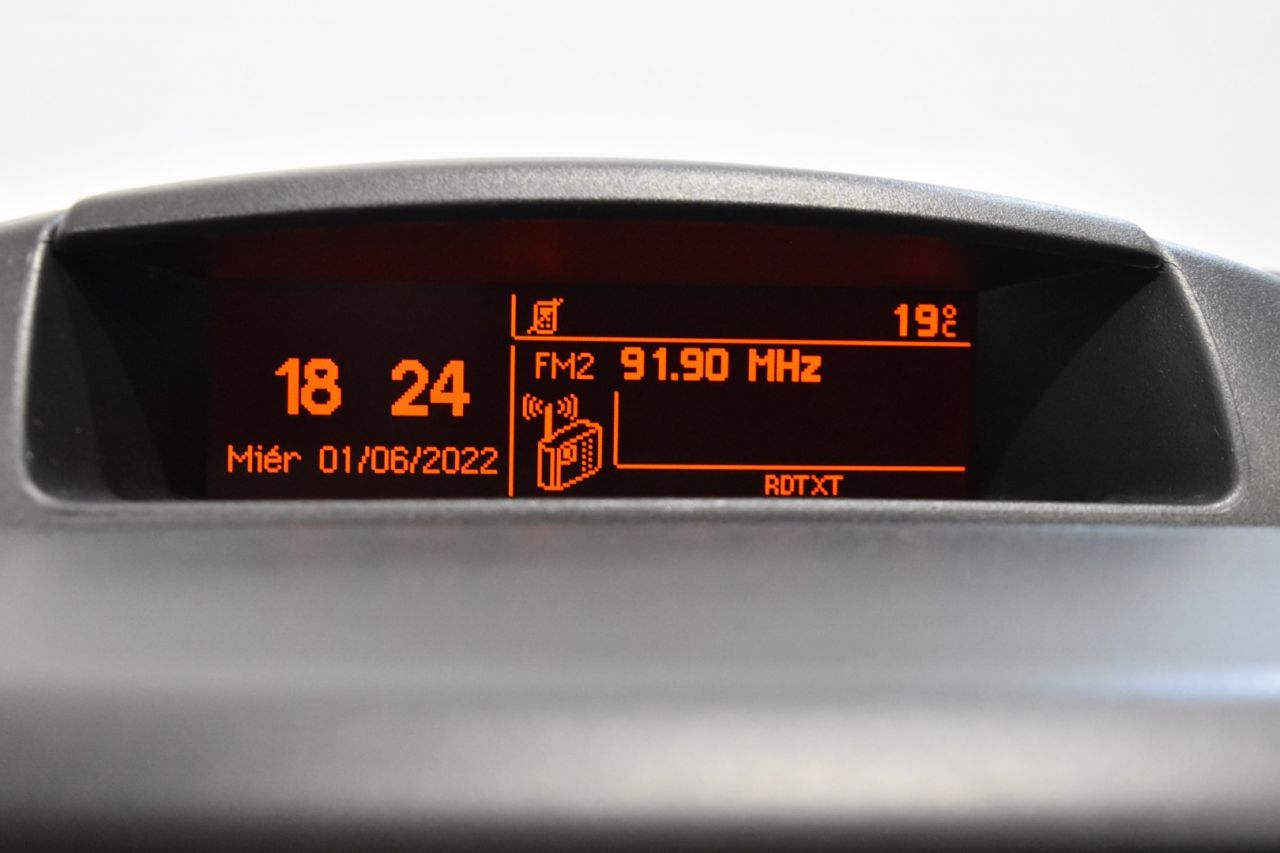 18 24
Miér 01/06/2022
19°C
FM2 91.90 MHz
RDTXT